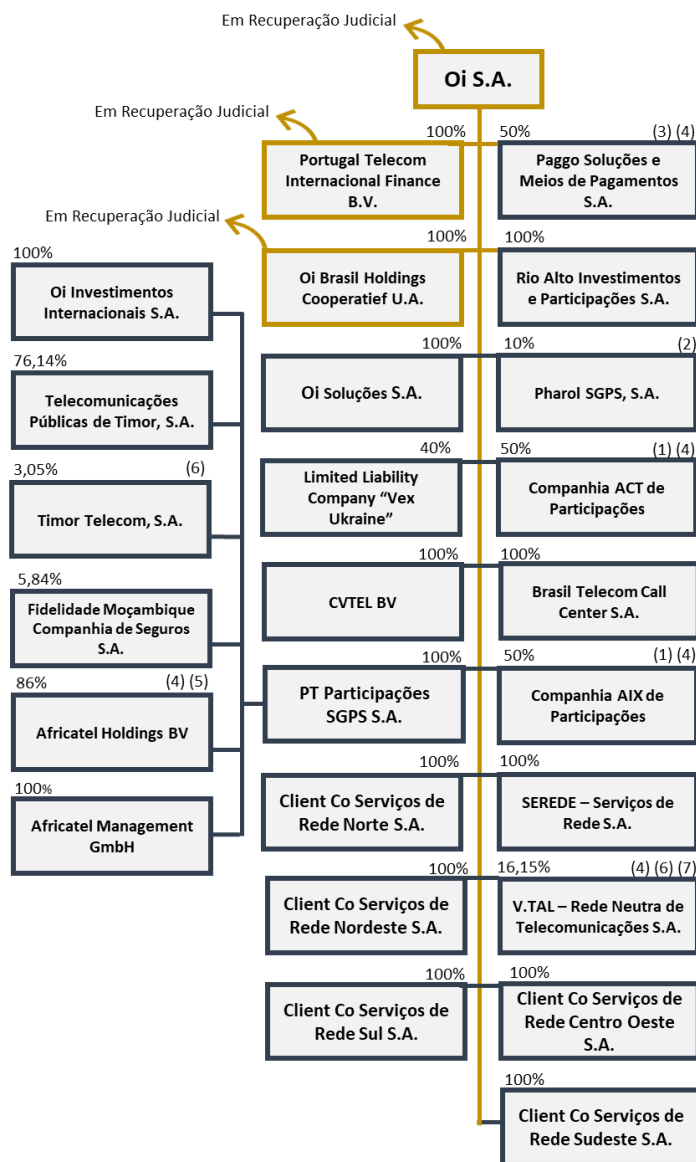 Em Recuperação Judicial
Oi S.A.
Em Recuperação Judicial
100%
Portugal Telecom
Internacional Finance
B.V.
50% (3) (4)
Paggo Soluções e
Meios de Pagamentos
S.A.
Em Recuperação Judicial
100%
Oi Brasil Holdings
Cooperatief U.A.
100%
Rio Alto Investimentos
e Participações S.A.
100%
Oi Investimentos
Internacionais S.A.
100%
Oi Soluções S.A.
10% (2)
Pharol SGPS, S.A.
76,14%
Telecomunicações
Públicas de Timor, S.A.
40%
Limited Liability
Company “Vex
Ukraine”
50% (1) (4)
Companhia ACT de
Participações
3,05% (6)
Timor Telecom, S.A.
100%
CVTEL BV
100%
Brasil Telecom Call
Center S.A.
5,84%
Fidelidade Moçambique
Companhia de Seguros
S.A.
100%
PT Participações
SGPS S.A.
50% (1) (4)
Companhia AIX de
Participações
86% (4) (5)
Africatel Holdings BV
100%
Client Co Serviços de
Rede Norte S.A.
100%
SEREDE – Serviços de
Rede S.A.
100%
Africatel Management
GmbH
100%
Client Co Serviços de
Rede Nordeste S.A.
16,15% (4) (6) (7)
V.TAL – Rede Neutra de
Telecomunicações S.A.
100%
Client Co Serviços de
Rede Sul S.A.
100%
Client Co Serviços de
Rede Centro Oeste
S.A.
100%
Client Co Serviços de
Rede Sudeste S.A.